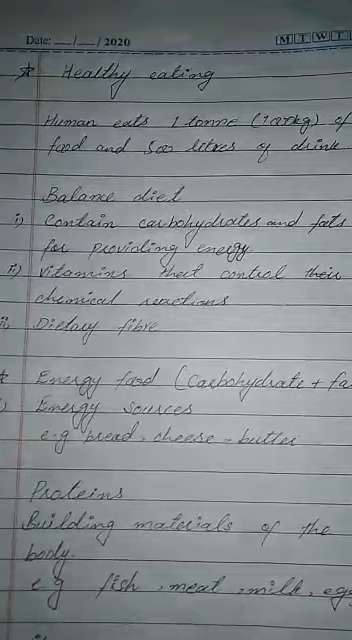 Date: __/__/2020 M T W T
* Healthy eating
Human eats 1 tonne ( of
food and 500 litres of drink.
Balance diet
i) Contain carbohydrates and fats
for providing energy
ii) Vitamins that control their
chemical reactions
ii, Dietary fibre
* Energy food (Carbohydrate + fa
) Energy sources
e.g bread, cheese - butter
Proteins
Building materials of the
body.
eg fish, meat, milk, egg